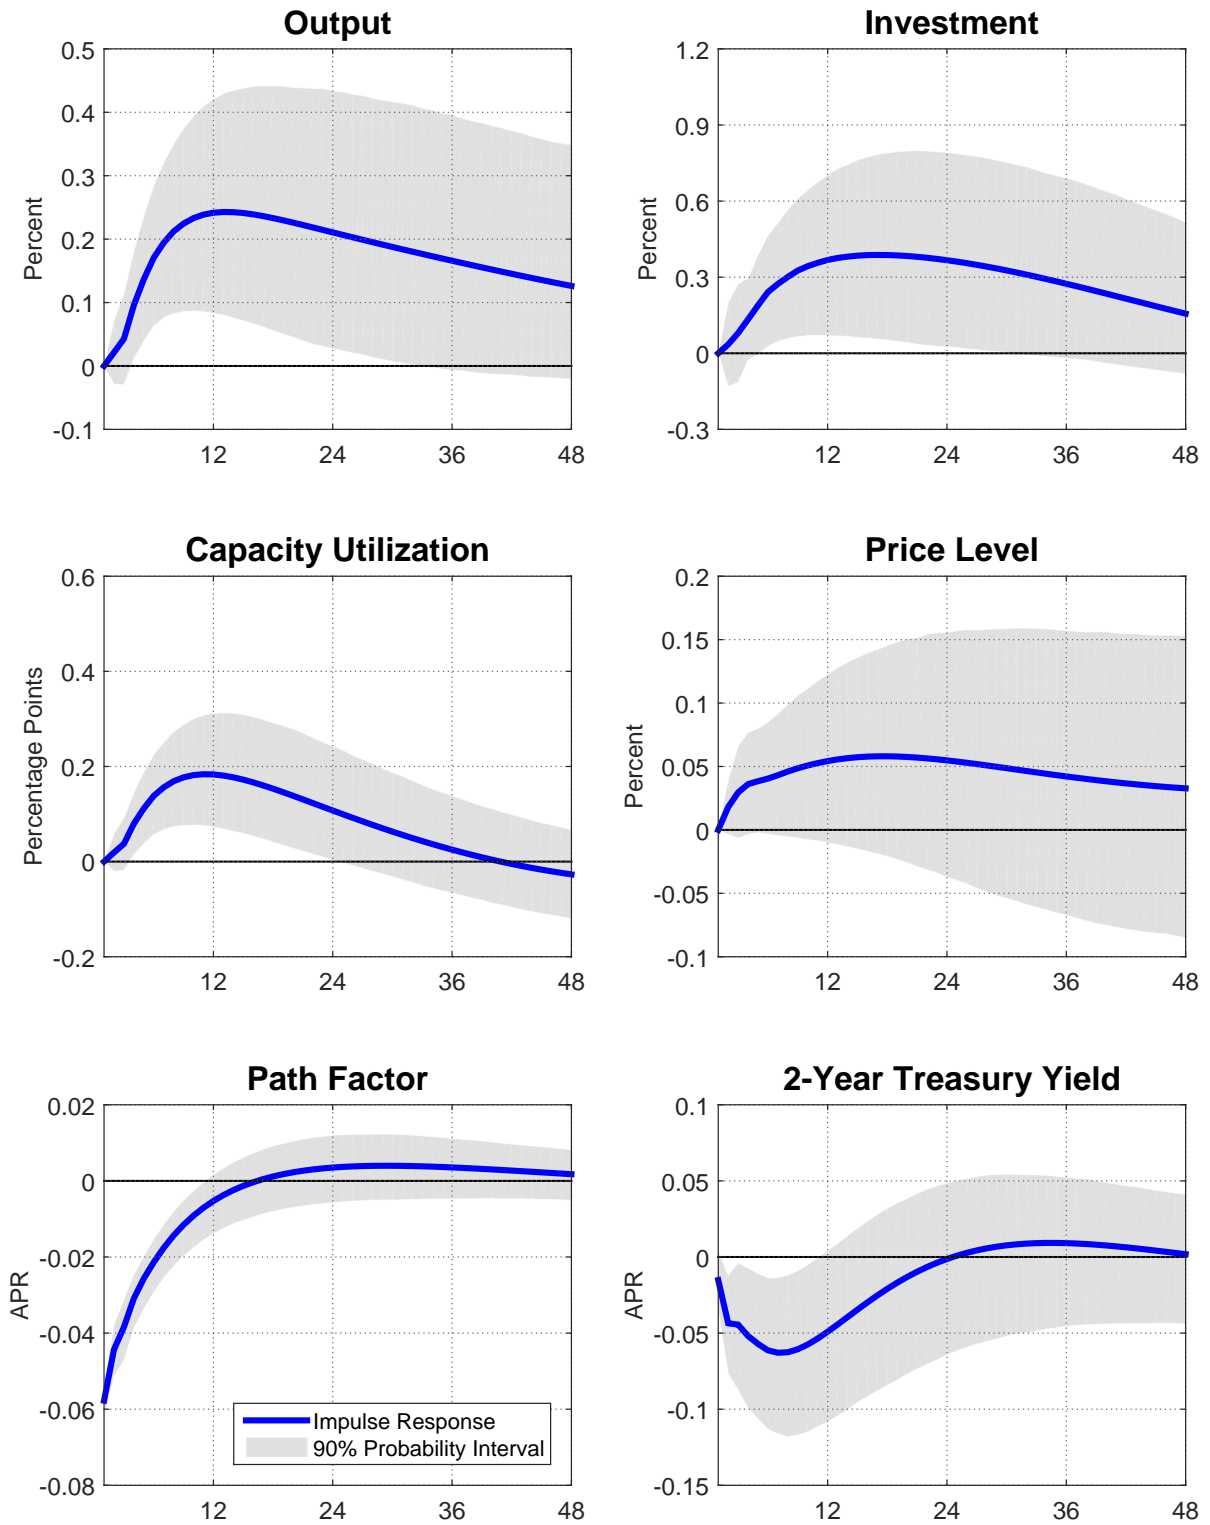 Output
Percent
0.5
0.4
0.3
0.2
0.1
0
-0.1
12 24 36 48
Investment
Percent
1.2
0.9
0.6
0.3
0
-0.3
12 24 36 48
Capacity Utilization
Percentage Points
0.6
0.4
0.2
0
-0.2
12 24 36 48
Price Level
Percent
0.2
0.15
0.1
0.05
0
-0.05
-0.1
12 24 36 48
Path Factor
APR
0.02
0
-0.02
-0.04
-0.06
-0.08
12 24 36 48
Impulse Response
90% Probability Interval
2-Year Treasury Yield
APR
0.1
0.05
0
-0.05
-0.1
-0.15
12 24 36 48